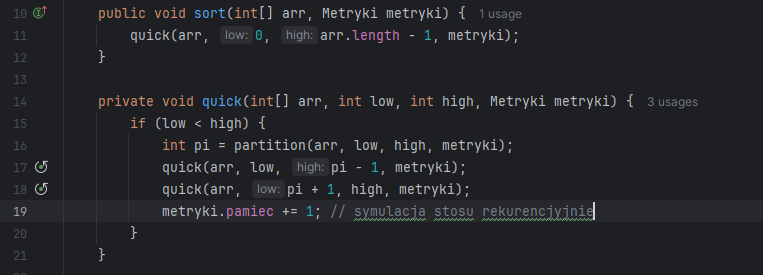 10 public void sort(int[] arr, Metryki metryki) { 1 usage
11 quick(arr, low: 0, high: arr.length - 1, metryki);
12 }
13
14 private void quick(int[] arr, int low, int high, Metryki metryki) { 3 usages
15 if (low < high) {
16 int pi = partition(arr, low, high, metryki);
17 quick(arr, low, high: pi - 1, metryki);
18 quick(arr, low: pi + 1, high, metryki);
19 metryki.pamiec += 1; // symulacja stosu rekurencjyjnie
20 }
21 }